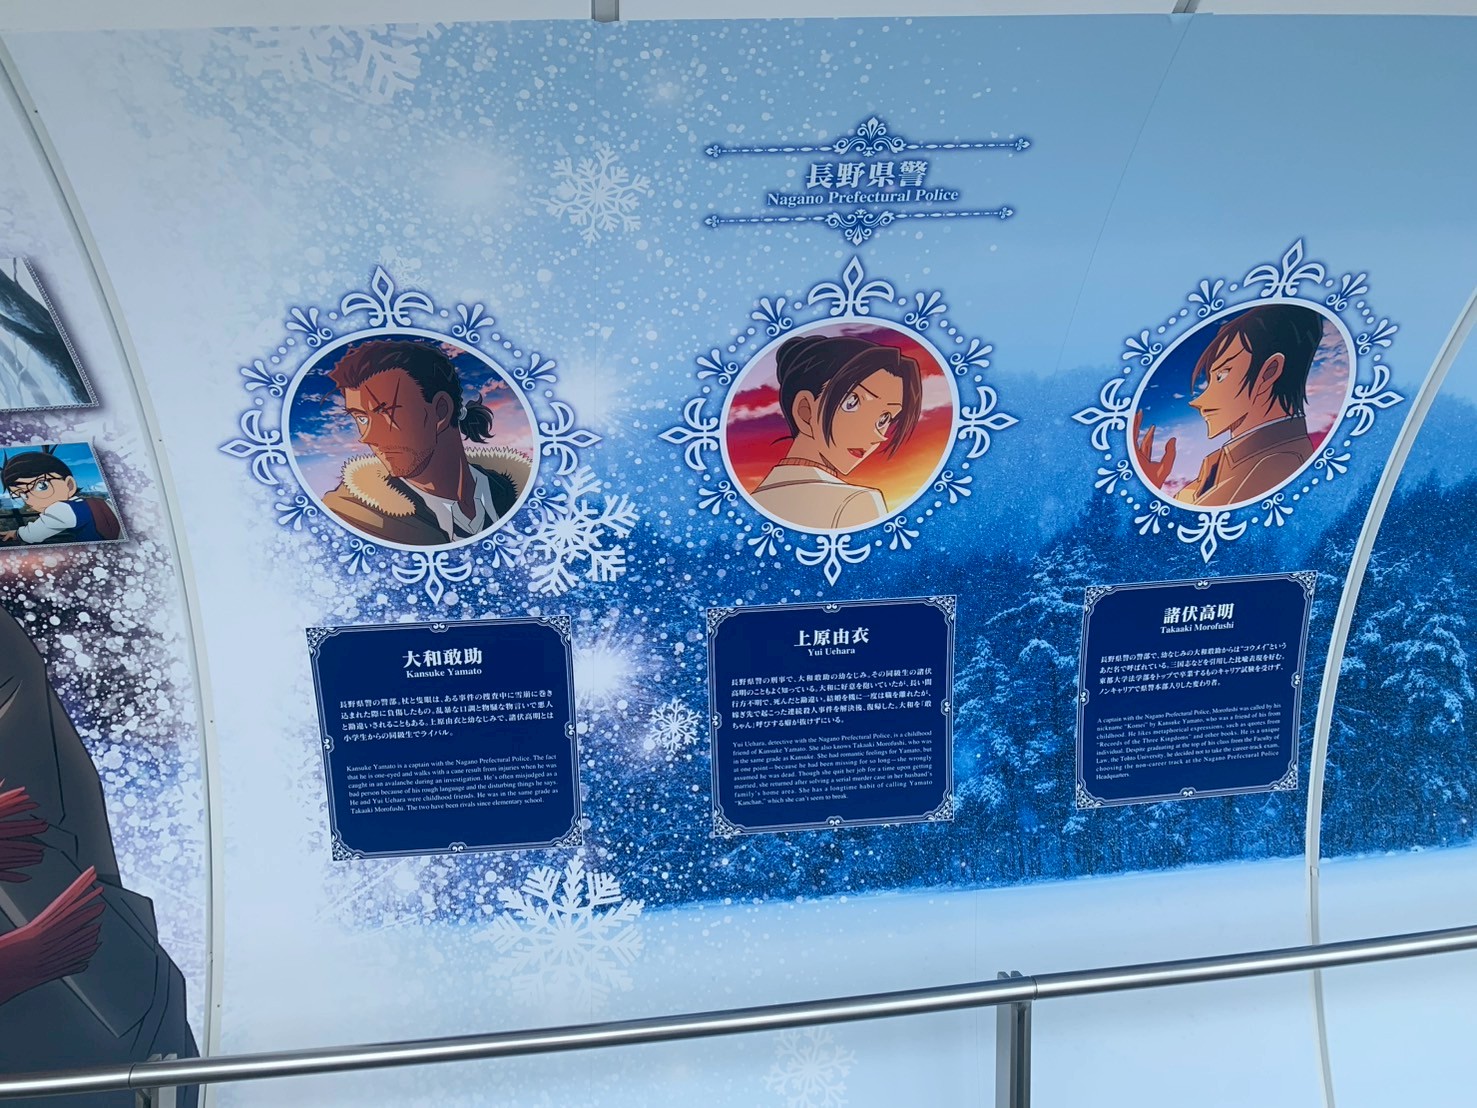 長野県警
Nagano Prefectural Police
大和敢助
Kansuke Yamato
長野県警の警部。杖と隻眼は、ある事件の捜査中に雪崩に巻き
込まれた際に負傷したもの。乱暴な口調と物騒な物言いで悪人
と勘違いされることもある。上原由衣と幼なじみで、諸伏高明とは
小学生からの同級生でライバル。
Kansuke Yamato is a captain with the Nagano Prefectural Police. The fact
that he is one-eyed and walks with a cane result from injuries when he was
caught in an avalanche during an investigation. He's often misjudged as a
bad person because of his rough language and the disturbing things he says.
He and Yui Uehara were childhood friends. He was in the same grade as
Takaaki Morofushi. The two have been rivals since elementary school.
上原由衣
Yui Uehara
長野県警の刑事で、大和敢助の幼なじみ。その同級生の諸伏
高明のこともよく知っている。大和に好意を抱いていたが、長い間
行方不明で、死んだと勘違い。結婚を機に一度は職を離れたが、
嫁ぎ先で起こった連続殺人事件を解決後、復帰した。大和を「敢
ちゃん」呼びする癖が抜けずにいる。
Yui Uehara, detective with the Nagano Prefectural Police, is a childhood
friend of Kansuke Yamato. She also knows Takaaki Morofushi, who was
in the same grade as Kansuke. She had romantic feelings for Yamato, but
at one point—because he had been missing for so long—she wrongly
assumed he was dead. Though she quit her job for a time upon getting
married, she returned after solving a serial murder case in her husband's
family's home area. She has a longtime habit of calling Yamato
"Kanchan," which she can't seem to break.
諸伏高明
Takaaki Morofushi
長野県警の警部で、幼なじみの大和敢助からは“コウメイ”という
あだ名で呼ばれている。三国志などを引用した比喩表現を好む。
東都大学法学部をトップで卒業するものキャリア試験を受けず、
ノンキャリアで県警本部入りした変わり者。
A captain with the Nagano Prefectural Police, Morofushi was called by his
nickname "Komei" by Kansuke Yamato, who was a friend of his from
childhood. He likes metaphorical expressions, such as quotes from
"Records of the Three Kingdoms" and other books. He is a unique
individual. Despite graduating at the top of his class from the Faculty of
Law, the Tohto University, he decided not to take the career-track exam,
choosing the non-career track at the Nagano Prefectural Police
Headquarters.